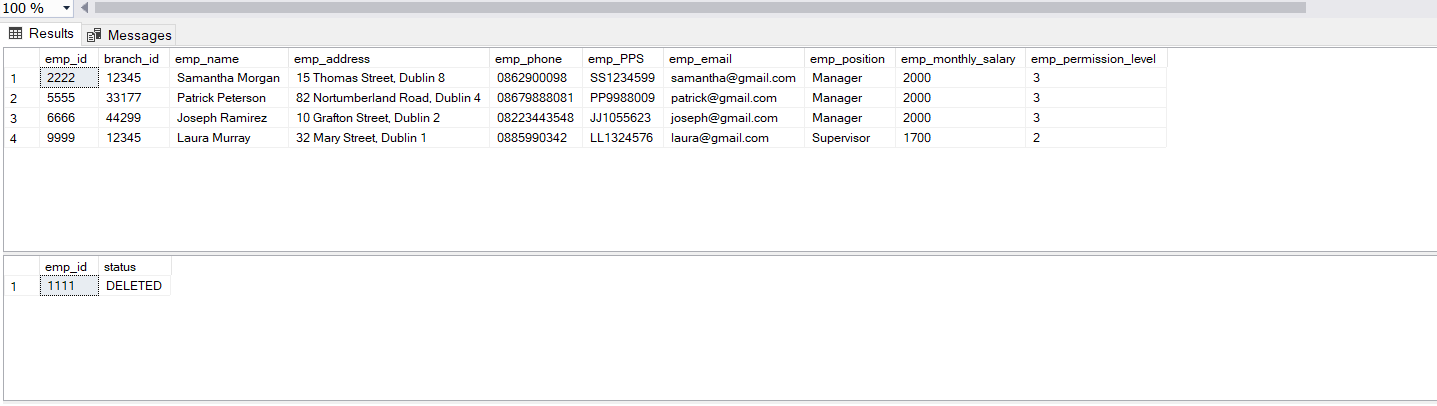 100 %
Results Messages
emp_id branch_id emp_name emp_address emp_phone emp_PPS emp_email emp_position emp_monthly_salary emp_permission_level
1 2222 12345 Samantha Morgan 15 Thomas Street, Dublin 8 0862900098 SS1234599 samantha@gmail.com Manager 2000 3
2 5555 33177 Patrick Peterson 82 Nortumberland Road, Dublin 4 08679888081 PP9988009 patrick@gmail.com Manager 2000 3
3 6666 44299 Joseph Ramirez 10 Grafton Street, Dublin 2 08223443548 JJ1055623 joseph@gmail.com Manager 2000 3
4 9999 12345 Laura Murray 32 Mary Street, Dublin 1 0885990342 LL1324576 laura@gmail.com Supervisor 1700 2
emp_id status
1 1111 DELETED